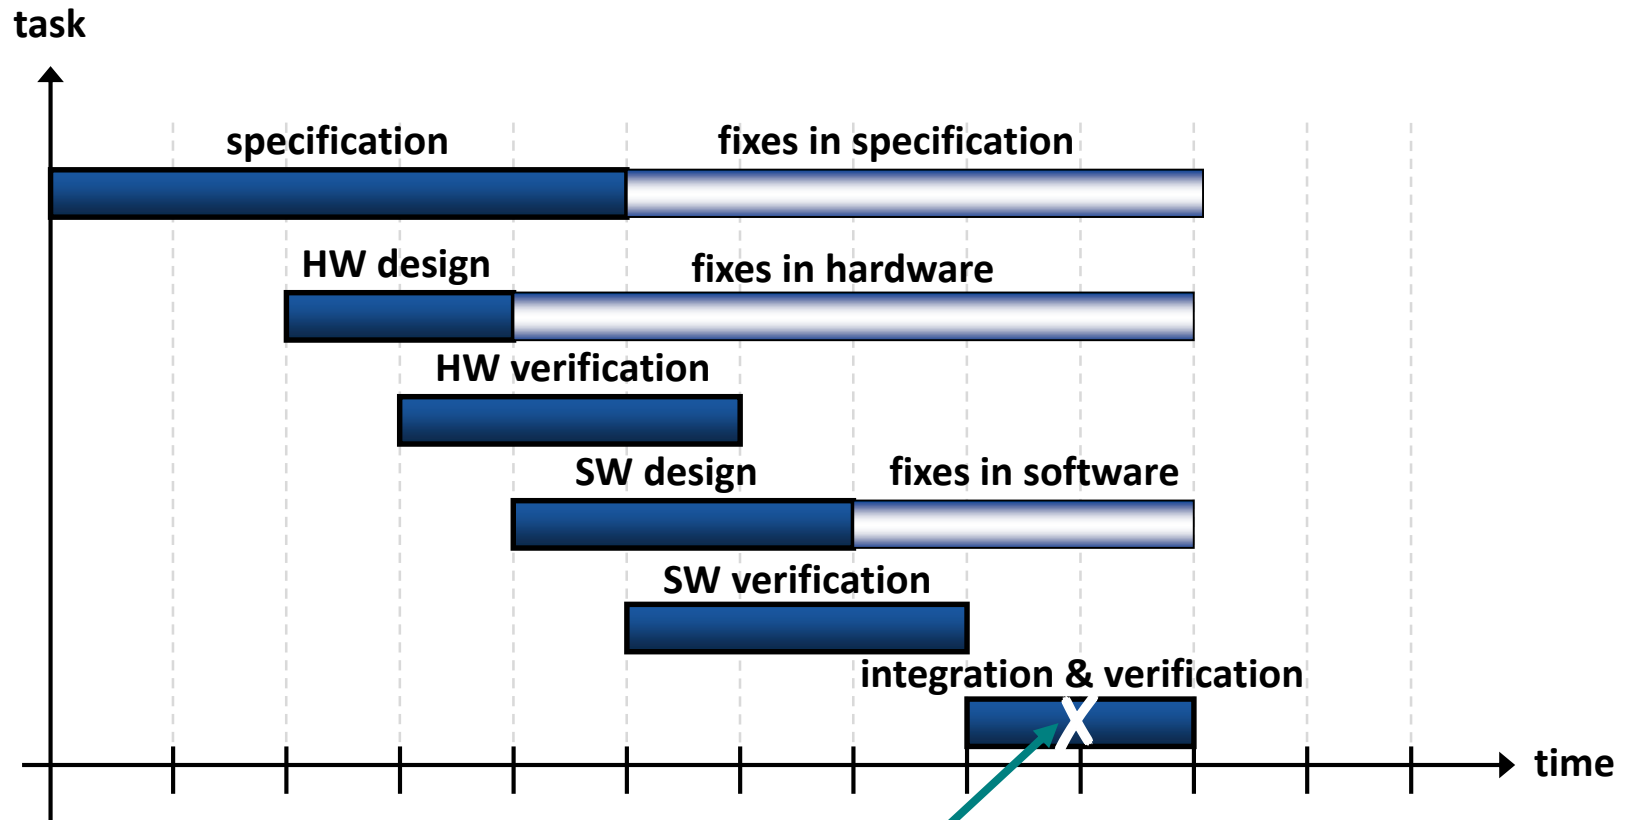 task
specification
fixes in specification
HW design
fixes in hardware
HW verification
SW design
fixes in software
SW verification
integration & verification
X
time